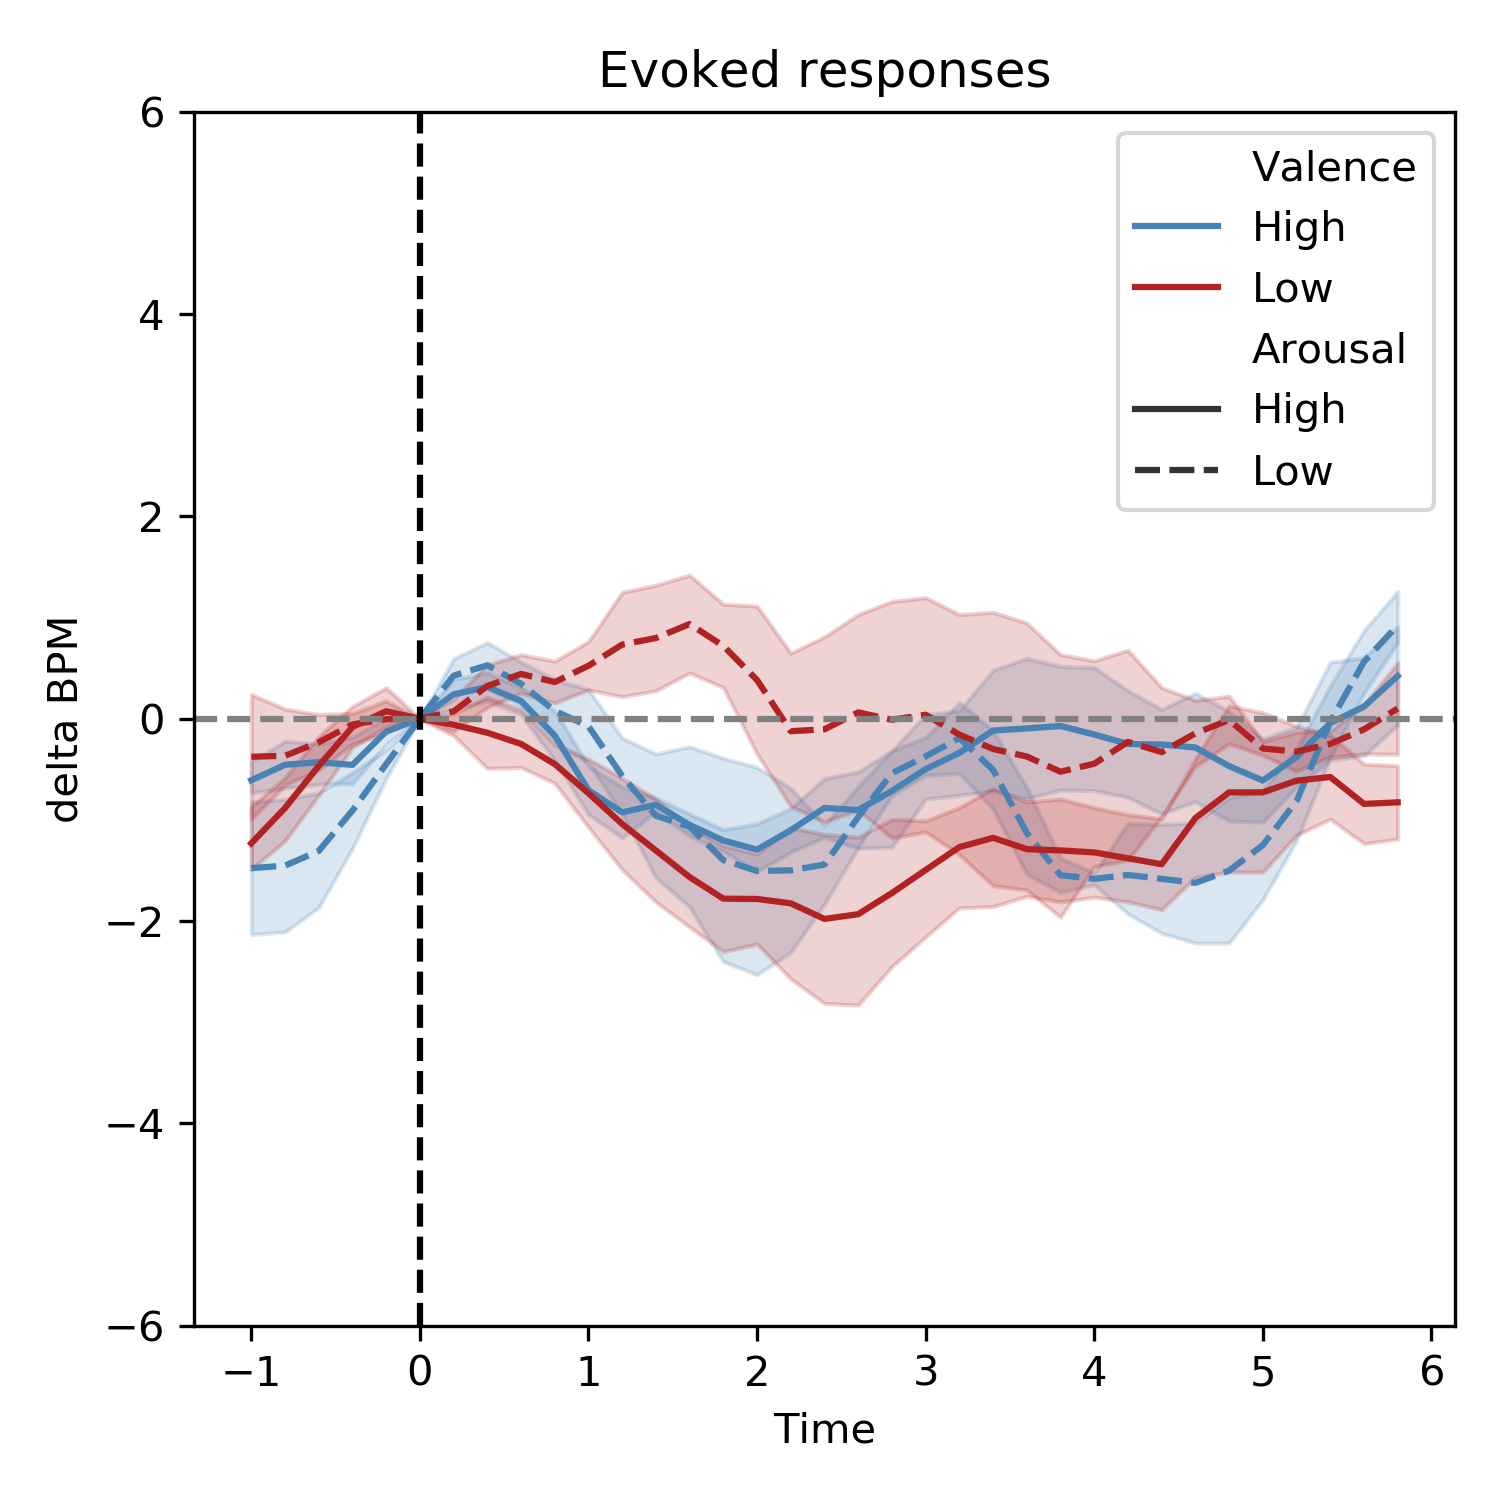 Evoked responses
6
4
2
0
−2
−4
−6
delta BPM
Valence
High
Low
Arousal
High
Low
−1 0 1 2 3 4 5 6
Time